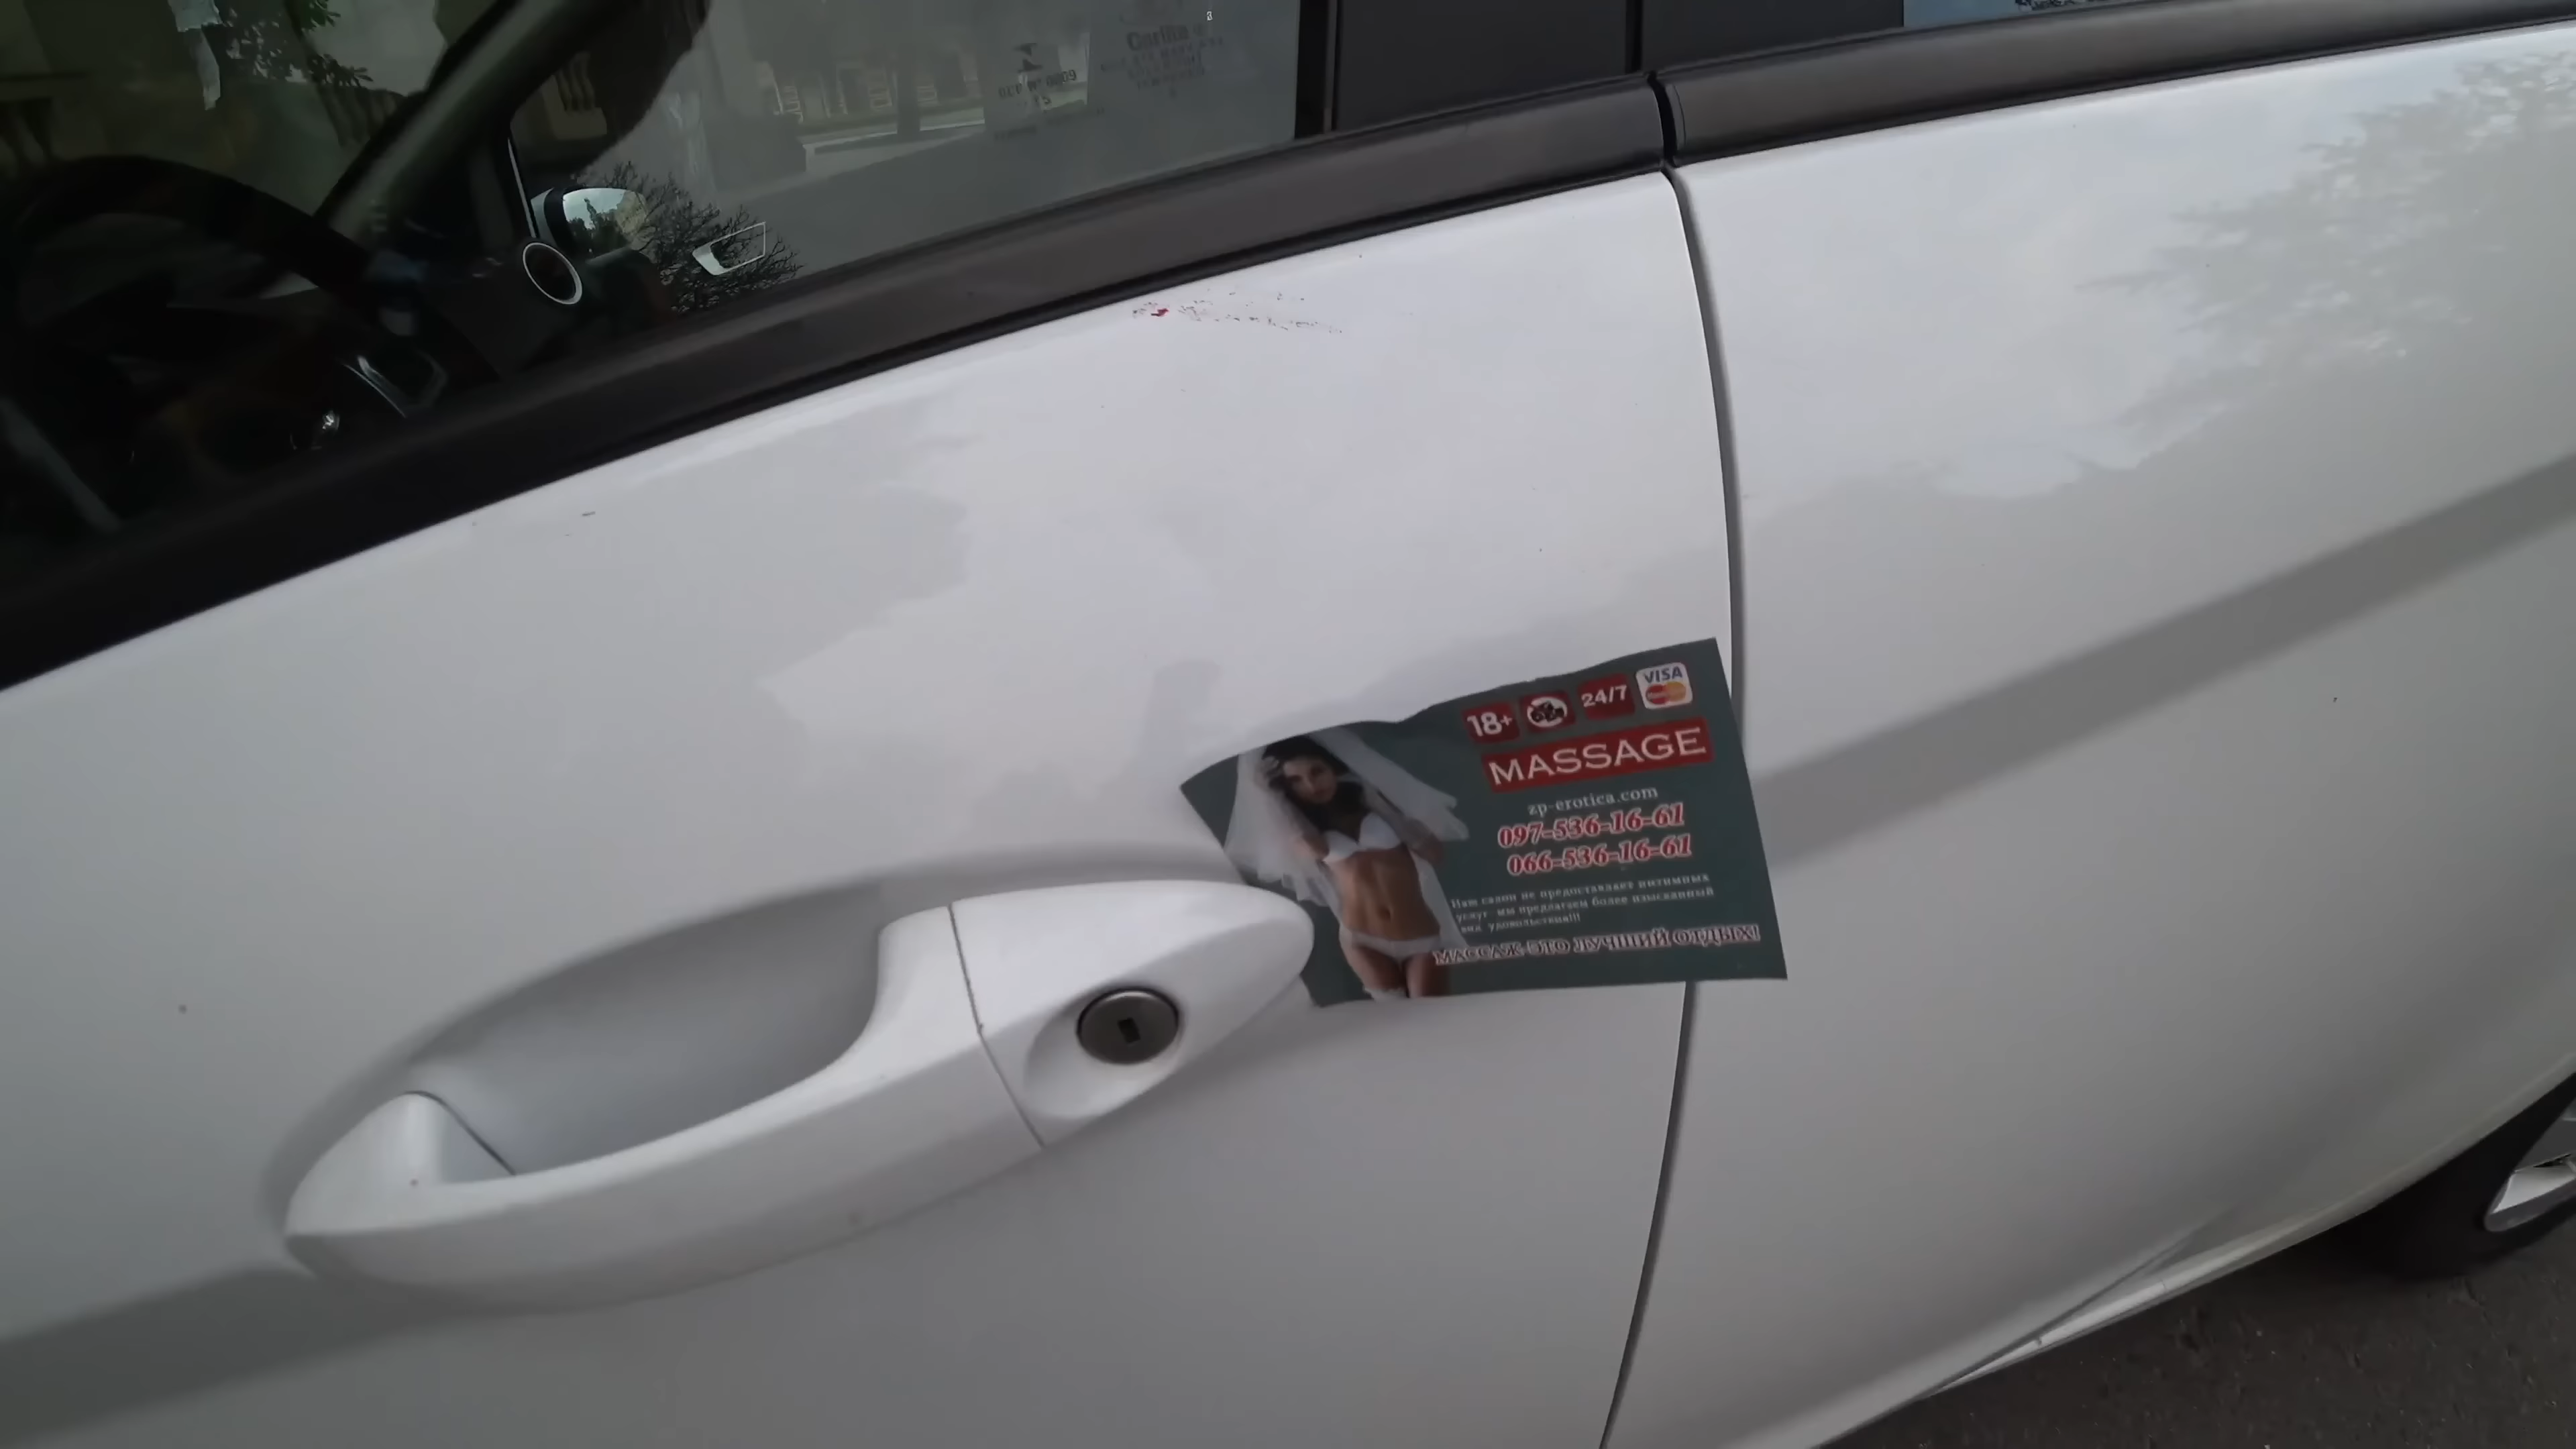 18+
24/7
VISA
MASSAGE
zp-erotica.com
097-536-16-61
066-536-16-61
Наш салон не предоставляет интимных
услуг мы предлагаем более изысканный
вид удовольствия!!!
МАССАЖ-ЭТО ЛУЧШИЙ ОТДЫХ!